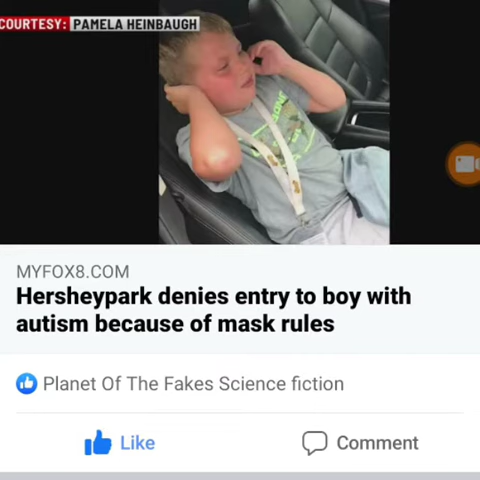 COURTESY: PAMELA HEINBAUGH
MYFOX8.COM
Hersheypark denies entry to boy with
autism because of mask rules
Planet Of The Fakes Science fiction
Like
Comment